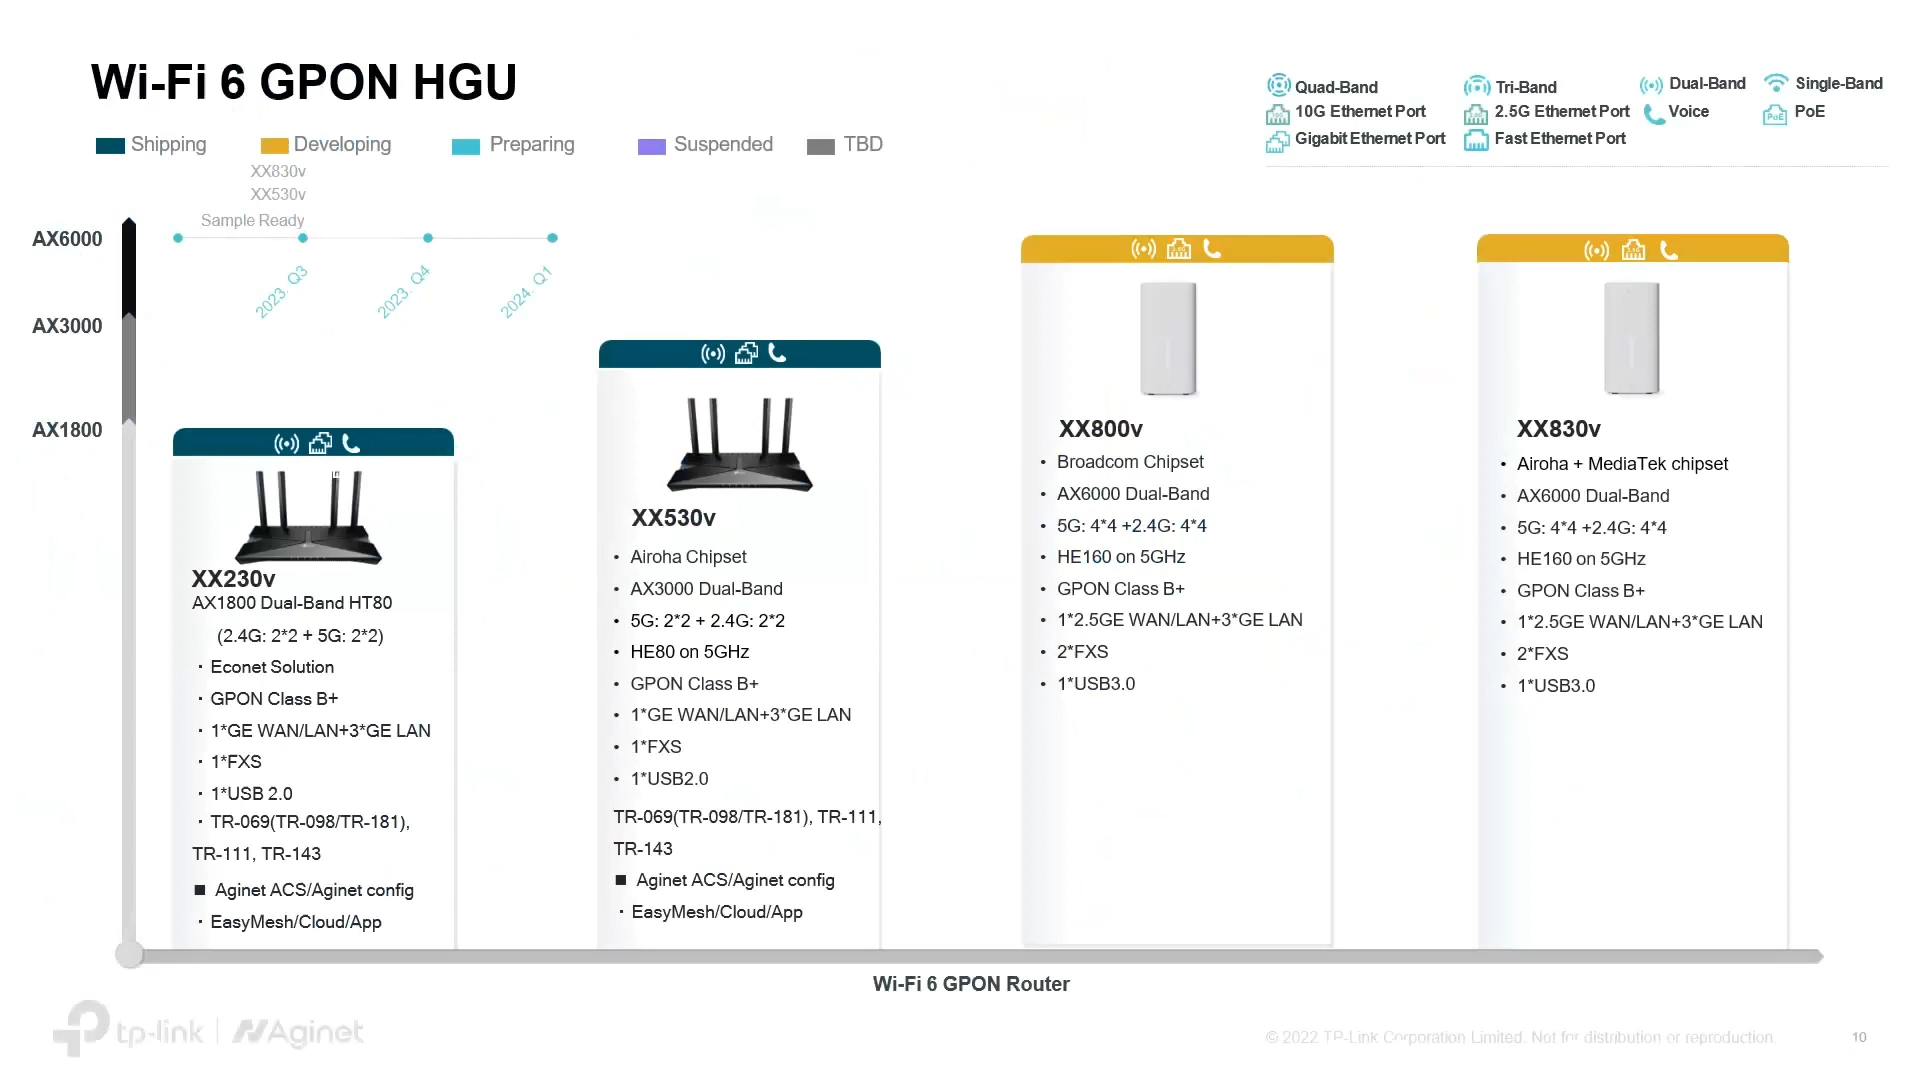 Wi-Fi 6 GPON HGU
Shipping
Developing
Preparing
Suspended
TBD
Quad-Band
Tri-Band
Dual-Band
Single-Band
10G Ethernet Port
2.5G Ethernet Port
Voice
PoE
PoE
Gigabit Ethernet Port
Fast Ethernet Port
XX830v
XX530v
Sample Ready
2023. Q3
2023. Q4
2024. Q1
AX6000
AX3000
AX1800
XX230v
AX1800 Dual-Band HT80
(2.4G: 2*2 + 5G: 2*2)
· Econet Solution
· GPON Class B+
· 1*GE WAN/LAN+3*GE LAN
· 1*FXS
· 1*USB 2.0
· TR-069(TR-098/TR-181),
TR-111, TR-143
■ Aginet ACS/Aginet config
· EasyMesh/Cloud/App
XX530v
• Airoha Chipset
• AX3000 Dual-Band
• 5G: 2*2 + 2.4G: 2*2
• HE80 on 5GHz
• GPON Class B+
• 1*GE WAN/LAN+3*GE LAN
• 1*FXS
• 1*USB2.0
TR-069(TR-098/TR-181), TR-111,
TR-143
■ Aginet ACS/Aginet config
· EasyMesh/Cloud/App
XX800v
• Broadcom Chipset
• AX6000 Dual-Band
• 5G: 4*4 +2.4G: 4*4
• HE160 on 5GHz
• GPON Class B+
• 1*2.5GE WAN/LAN+3*GE LAN
• 2*FXS
• 1*USB3.0
XX830v
• Airoha + MediaTek chipset
• AX6000 Dual-Band
• 5G: 4*4 +2.4G: 4*4
• HE160 on 5GHz
• GPON Class B+
• 1*2.5GE WAN/LAN+3*GE LAN
• 2*FXS
• 1*USB3.0
Wi-Fi 6 GPON Router
tp-link | Aginet
© 2022 TP-Link Corporation Limited. Not for distribution or reproduction.
10